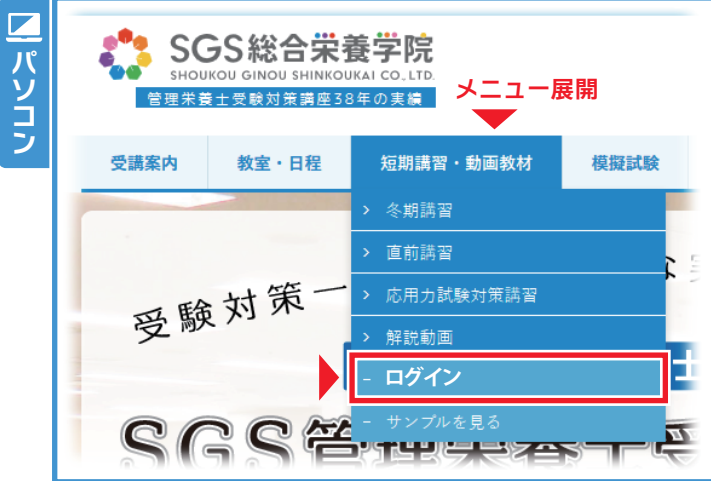 パソコン
SGS総合栄養学院
SHOUKOU GINOU SHINKOUKAI CO.,LTD.
管理栄養士受験対策講座38年の実績
メニュー展開
受講案内 教室・日程 短期講習・動画教材 模擬試験
> 冬期講習
> 直前講習
> 応用力試験対策講習
> 解説動画
– ログイン
– サンプルを見る
受験対策一
な
士
SGS管理栄養士受